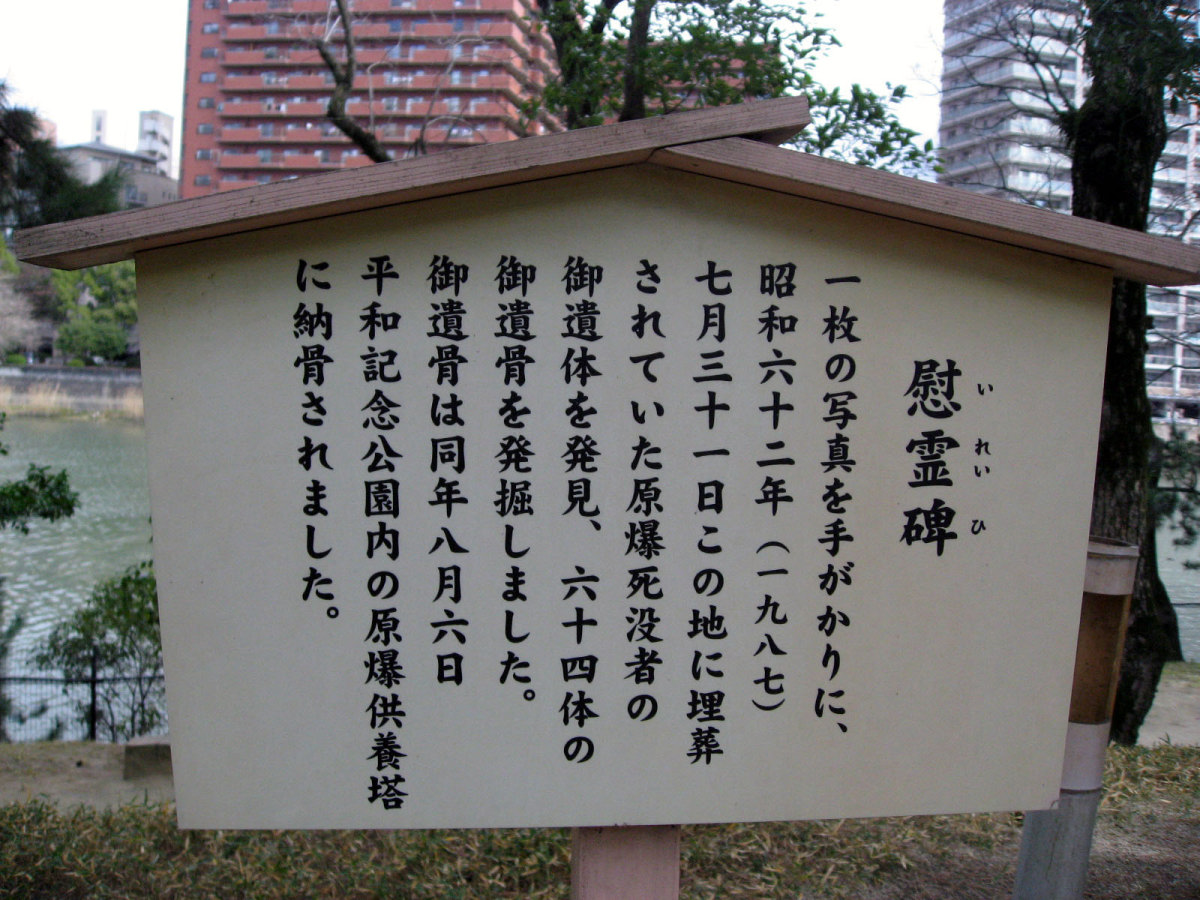 慰霊碑
いれいひ
一枚の写真を手がかりに、
昭和六十二年(一九八七)
七月三十一日この地に埋葬
されていた原爆死没者の
御遺体を発見、六十四体の
御遺骨を発掘しました。
御遺骨は同年八月六日
平和記念公園内の原爆供養塔
に納骨されました。